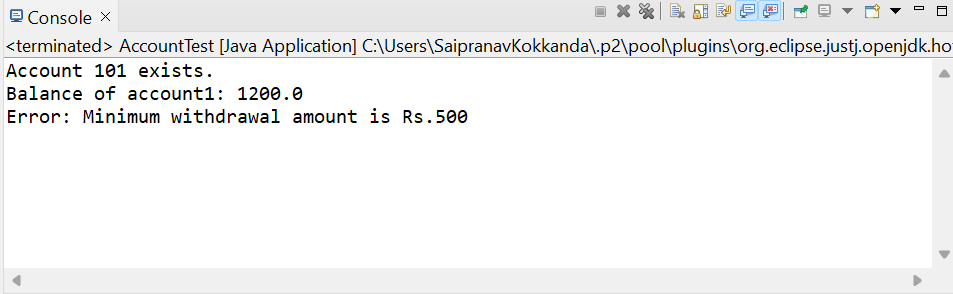 Console
<terminated> AccountTest [Java Application] C:\Users\SaipranavKokkanda\.p2\pool\plugins\org.eclipse.justj.openjdk.ho
Account 101 exists.
Balance of account1: 1200.0
Error: Minimum withdrawal amount is Rs.500